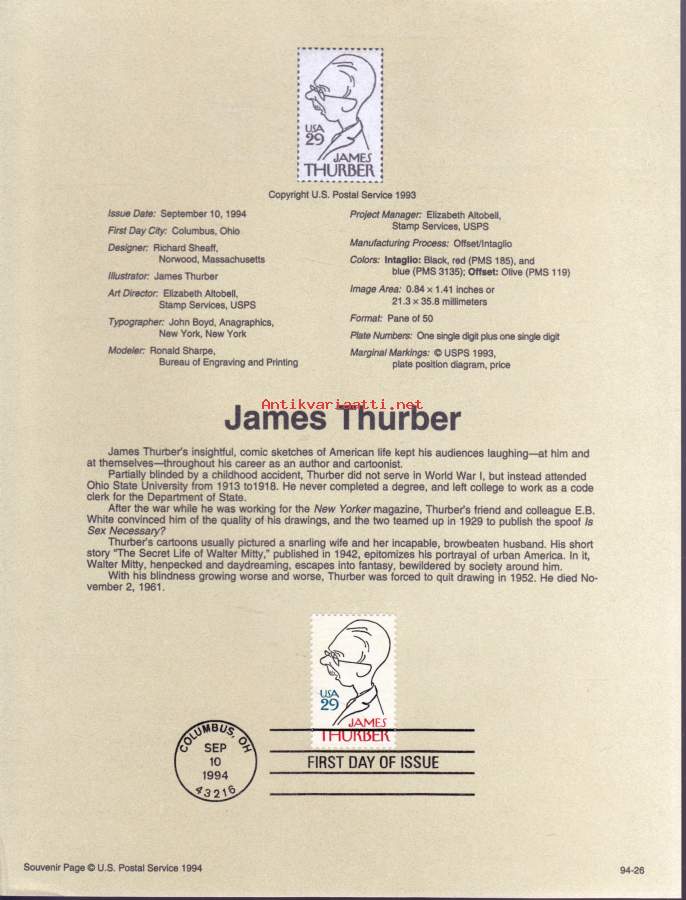 USA
29
JAMES
THURBER
Copyright U.S. Postal Service 1993
Issue Date: September 10, 1994
First Day City: Columbus, Ohio
Designer: Richard Sheaff,
Norwood, Massachusetts
Illustrator: James Thurber
Art Director: Elizabeth Altobell,
Stamp Services, USPS
Typographer: John Boyd, Anagraphics,
New York, New York
Modeler: Ronald Sharpe,
Bureau of Engraving and Printing
Project Manager: Elizabeth Altobell,
Stamp Services, USPS
Manufacturing Process: Offset/Intaglio
Colors: Intaglio: Black, red (PMS 185), and
blue (PMS 3135); Offset: Olive (PMS 119)
Image Area: 0.84 × 1.41 inches or
21.3 × 35.8 millimeters
Format: Pane of 50
Plate Numbers: One single digit plus one single digit
Marginal Markings: © USPS 1993,
plate position diagram, price
Antikvariaatti.net
James Thurber
James Thurber's insightful, comic sketches of American life kept his audiences laughing—at him and
at themselves—throughout his career as an author and cartoonist.
Partially blinded by a childhood accident, Thurber did not serve in World War I, but instead attended
Ohio State University from 1913 to1918. He never completed a degree, and left college to work as a code
clerk for the Department of State.
After the war while he was working for the New Yorker magazine, Thurber's friend and colleague E.B.
White convinced him of the quality of his drawings, and the two teamed up in 1929 to publish the spoof Is
Sex Necessary?
Thurber's cartoons usually pictured a snarling wife and her incapable, browbeaten husband. His short
story "The Secret Life of Walter Mitty," published in 1942, epitomizes his portrayal of urban America. In it,
Walter Mitty, henpecked and daydreaming, escapes into fantasy, bewildered by society around him.
With his blindness growing worse and worse, Thurber was forced to quit drawing in 1952. He died No-
vember 2, 1961.
USA
29
JAMES
THURBER
COLUMBUS, OH
SEP
10
1994
43216
FIRST DAY OF ISSUE
Souvenir Page © U.S. Postal Service 1994
94-26